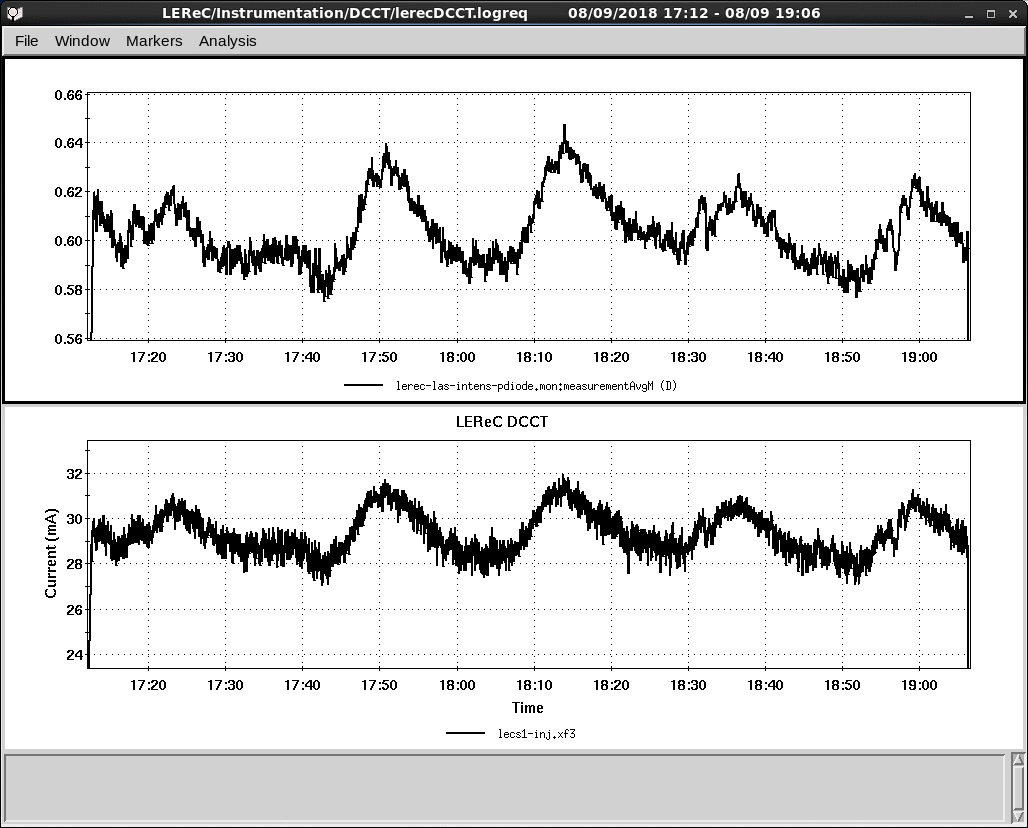 LEReC/Instrumentation/DCCT/lerecDCCT.logreq 08/09/2018 17:12 - 08/09 19:06
File Window Markers Analysis
0.66
0.64
0.62
0.60
0.58
0.56
17:20 17:30 17:40 17:50 18:00 18:10 18:20 18:30 18:40 18:50 19:00
lerec-las-intens-pdiode.mon:measurementAvgM (D)
LEReC DCCT
Current (mA)
32
30
28
26
24
17:20 17:30 17:40 17:50 18:00 18:10 18:20 18:30 18:40 18:50 19:00
Time
lecs1-inj.xf3